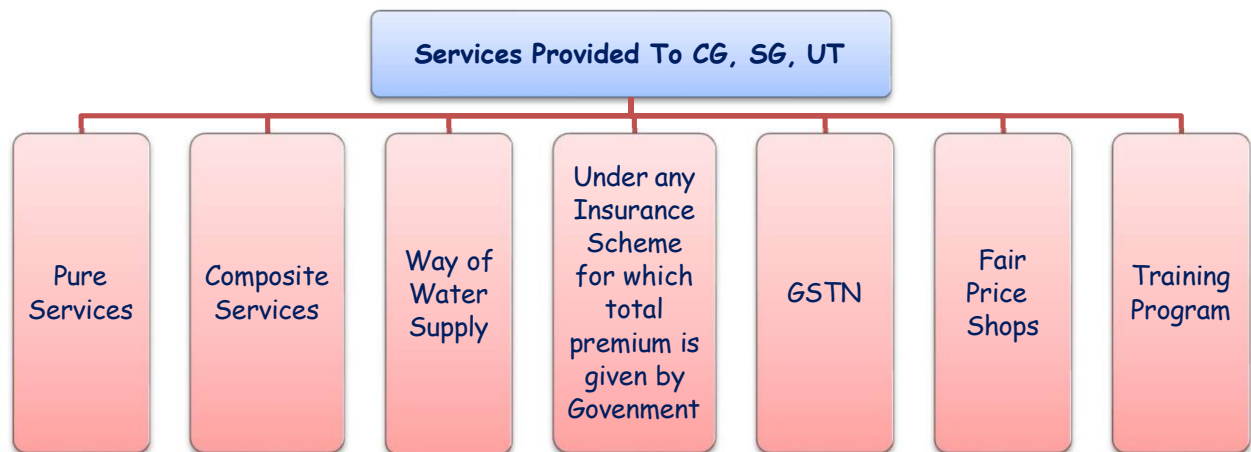 Services Provided To CG, SG, UT
Pure
Services
Composite
Services
Way of
Water
Supply
Under any
Insurance
Scheme
for which
total
premium is
given by
Govenment
GSTN
Fair
Price
Shops
Training
Program